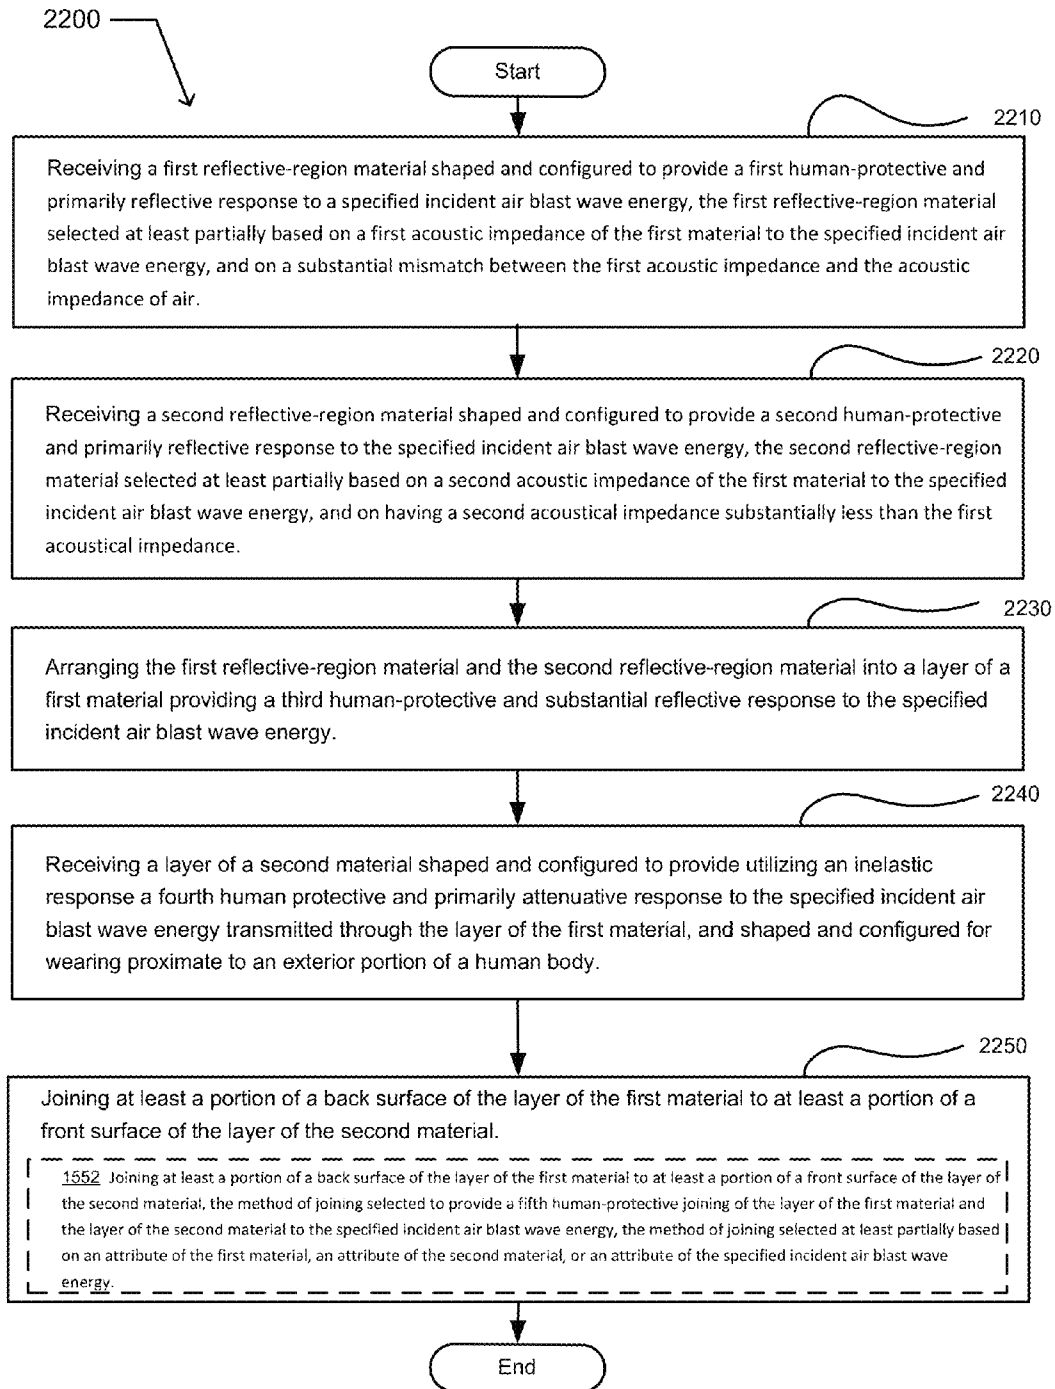 2200
Start
2210
Receiving a first reflective-region material shaped and configured to provide a first human-protective and
primarily reflective response to a specified incident air blast wave energy, the first reflective-region material
selected at least partially based on a first acoustic impedance of the first material to the specified incident air
blast wave energy, and on a substantial mismatch between the first acoustic impedance and the acoustic
impedance of air.
2220
Receiving a second reflective-region material shaped and configured to provide a second human-protective
and primarily reflective response to the specified incident air blast wave energy, the second reflective-region
material selected at least partially based on a second acoustic impedance of the first material to the specified
incident air blast wave energy, and on having a second acoustical impedance substantially less than the first
acoustical impedance.
2230
Arranging the first reflective-region material and the second reflective-region material into a layer of a
first material providing a third human-protective and substantial reflective response to the specified
incident air blast wave energy.
2240
Receiving a layer of a second material shaped and configured to provide utilizing an inelastic
response a fourth human protective and primarily attenuative response to the specified incident air
blast wave energy transmitted through the layer of the first material, and shaped and configured for
wearing proximate to an exterior portion of a human body.
2250
Joining at least a portion of a back surface of the layer of the first material to at least a portion of a
front surface of the layer of the second material.
1552 Joining at least a portion of a back surface of the layer of the first material to at least a portion of a front surface of the layer of
the second material, the method of joining selected to provide a fifth human-protective joining of the layer of the first material and
the layer of the second material to the specified incident air blast wave energy, the method of joining selected at least partially based
on an attribute of the first material, an attribute of the second material, or an attribute of the specified incident air blast wave
energy.
End